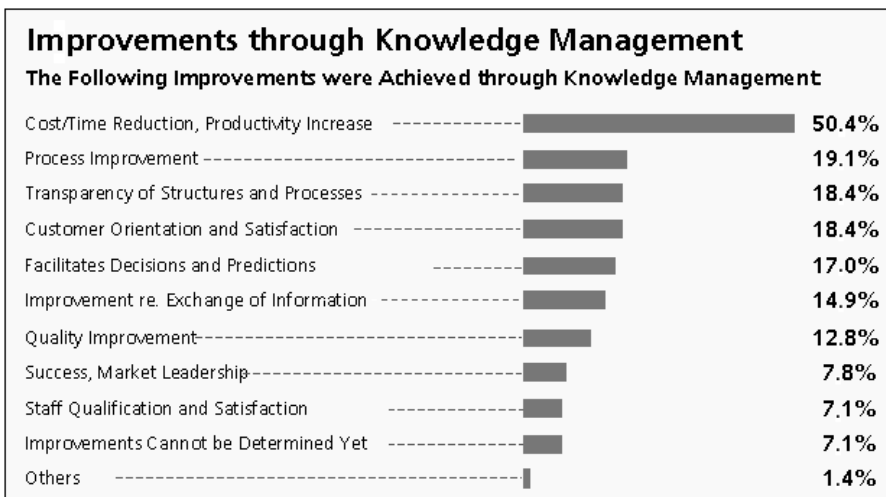 Improvements through Knowledge Management
The Following Improvements were Achieved through Knowledge Management:
Cost/Time Reduction, Productivity Increase 50.4%
Process Improvement 19.1%
Transparency of Structures and Processes 18.4%
Customer Orientation and Satisfaction 18.4%
Facilitates Decisions and Predictions 17.0%
Improvement re. Exchange of Information 14.9%
Quality Improvement 12.8%
Success, Market Leadership 7.8%
Staff Qualification and Satisfaction 7.1%
Improvements Cannot be Determined Yet 7.1%
Others 1.4%